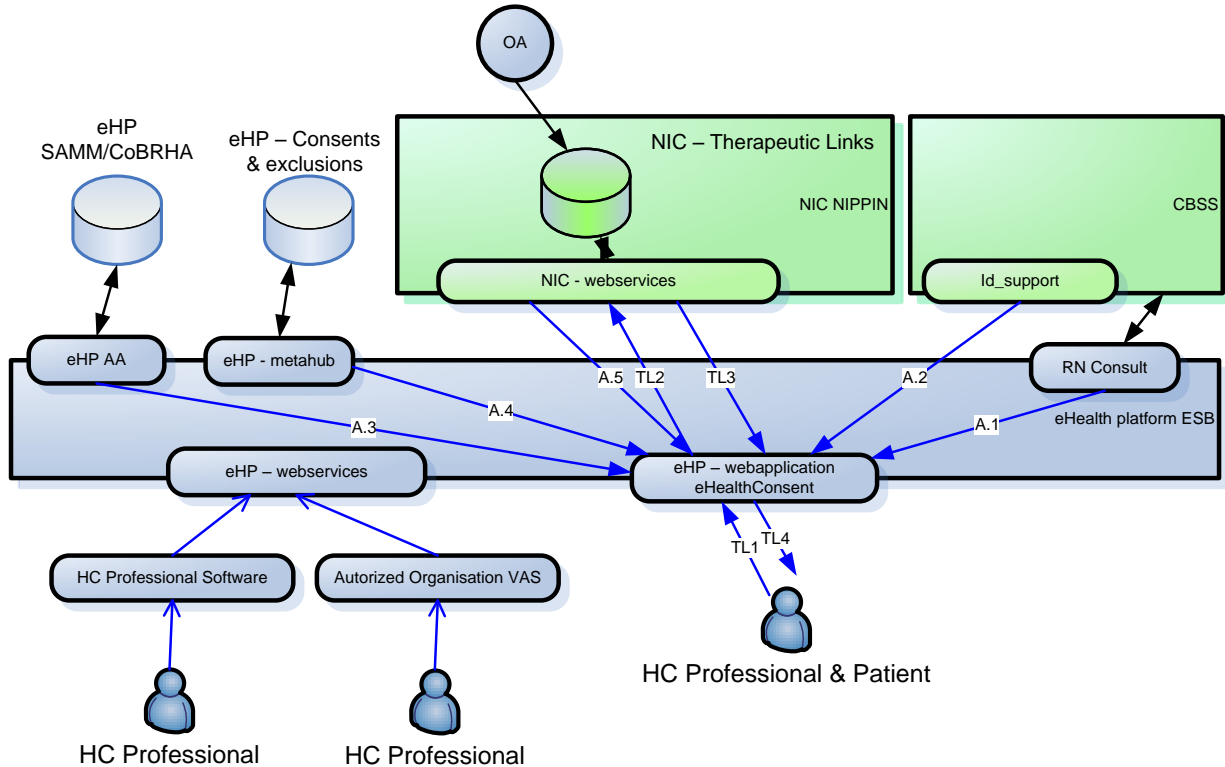 OA
eHP
SAMM/CoBRHA
eHP – Consents
& exclusions
NIC – Therapeutic Links
NIC NIPPIN
CBSS
NIC - webservices
Id_support
eHP AA
eHP - metahub
RN Consult
A.5
TL2
TL3
A.2
A.4
A.3
A.1
eHealth platform ESB
eHP – webservices
eHP – webapplication
eHealthConsent
TL1
TL4
HC Professional Software
Autorized Organisation VAS
HC Professional & Patient
HC Professional
HC Professional